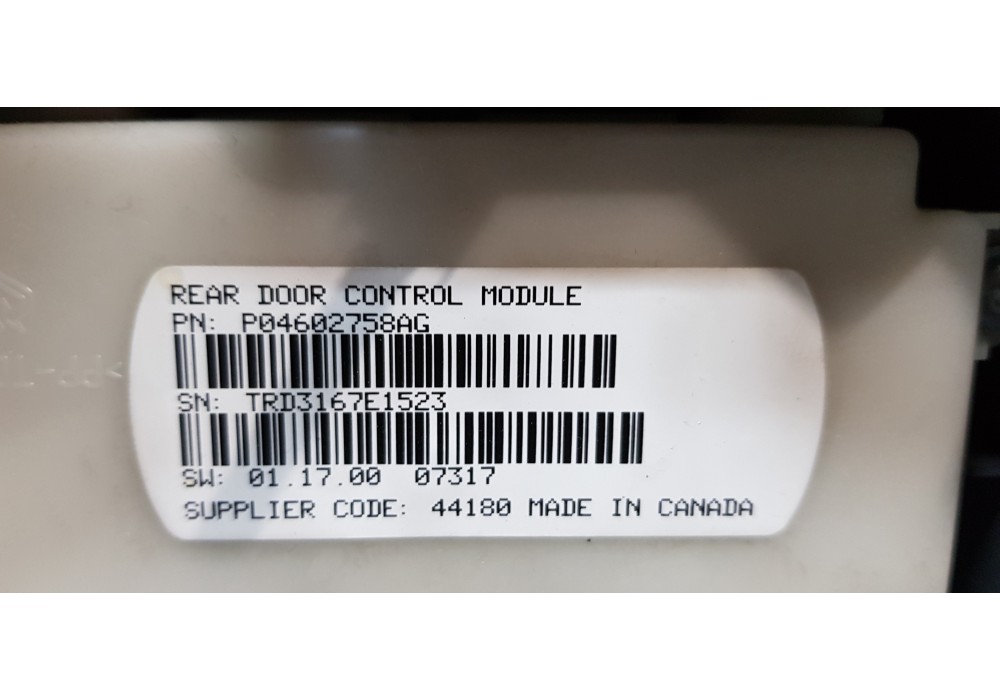 REAR DOOR CONTROL MODULE
PN: P04602758AG
SN: TRD3167E1523
SW: 01.17.00 07317
SUPPLIER CODE: 44180 MADE IN CANADA